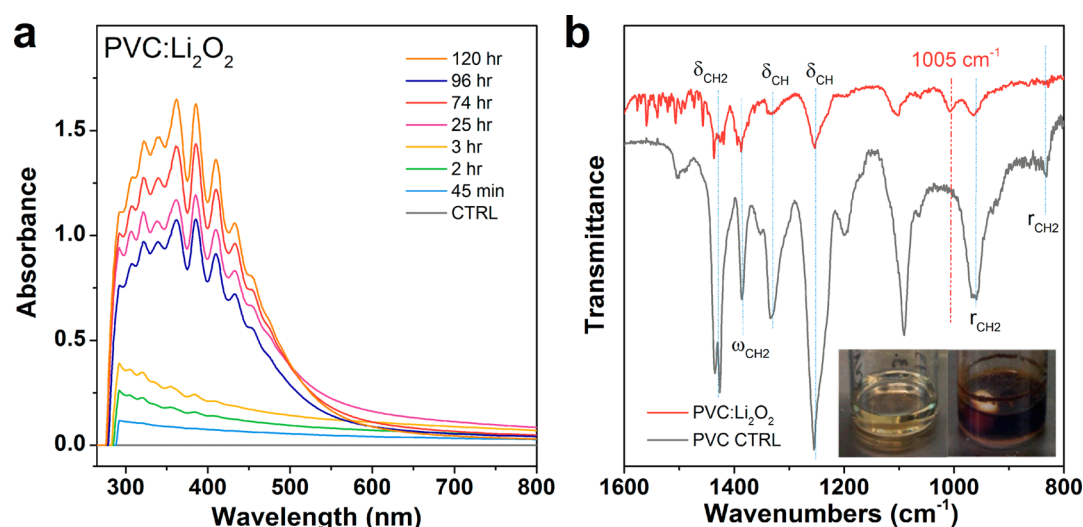 a
PVC:Li₂O₂
120 hr
96 hr
74 hr
25 hr
3 hr
2 hr
45 min
CTRL
1.5
1.0
0.5
0.0
Absorbance
300 400 500 600 700 800
Wavelength (nm)
b
δCH2
δCH
δCH
1005 cm⁻¹
rCH2
ωCH2
rCH2
PVC:Li₂O₂
PVC CTRL
Transmittance
1600 1400 1200 1000 800
Wavenumbers (cm⁻¹)